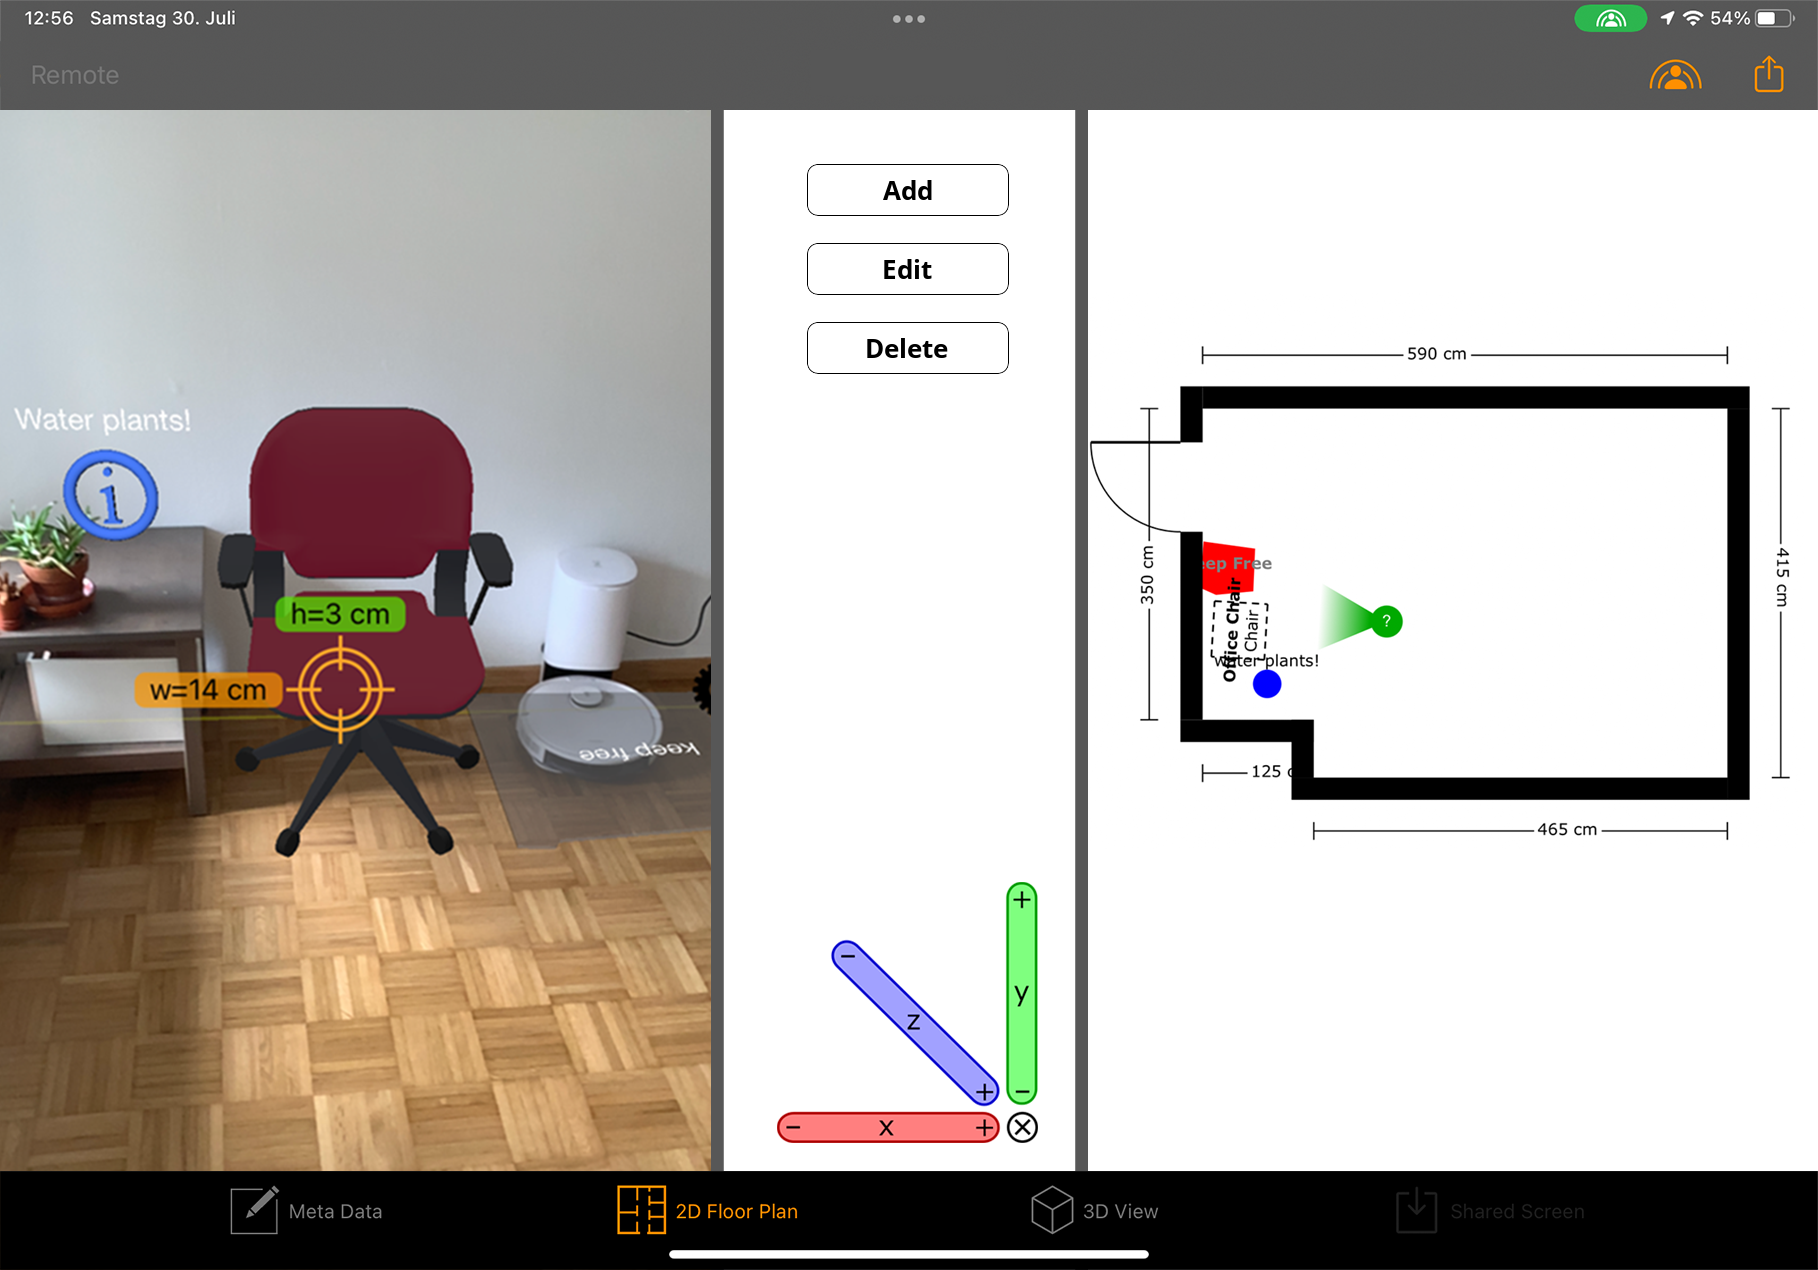 12:56 Samstag 30. Juli
54%
Remote
Water plants!
h=3 cm
w=14 cm
keep free
Add
Edit
Delete
y
z
x
590 cm
350 cm
415 cm
eep Free
Office Chair
Chair
Water plants!
125 c
465 cm
?
Meta Data
2D Floor Plan
3D View
Shared Screen